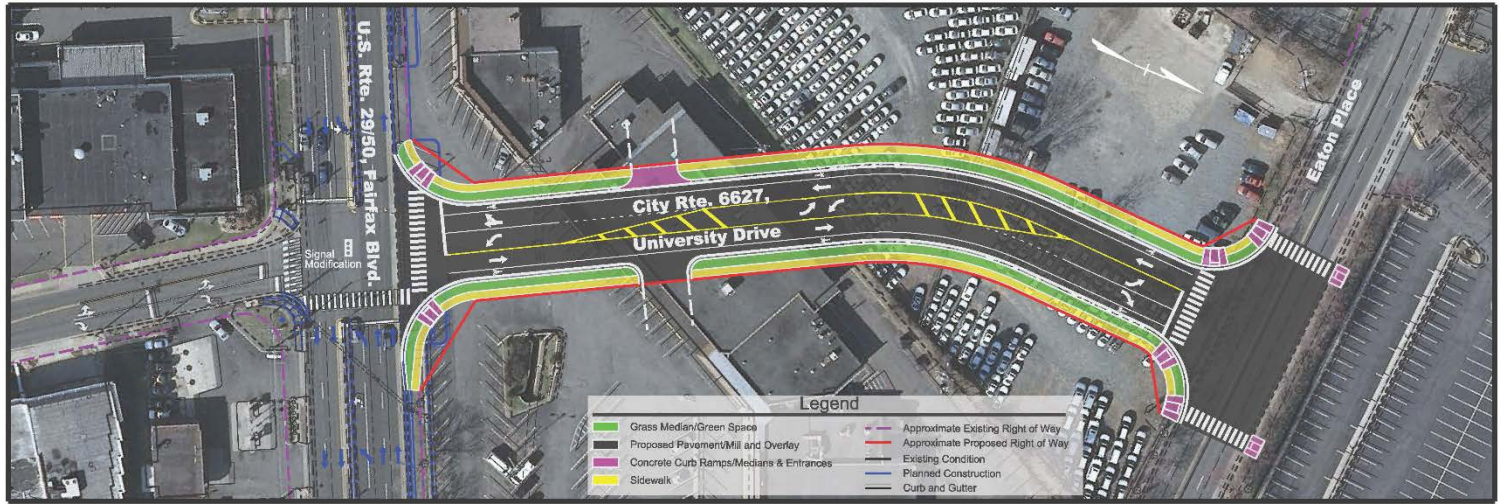 U.S. Rte. 29/50, Fairfax Blvd.
Signal
Modification
City Rte. 6627,
University Drive
Eaton Place
Legend
Grass Median/Green Space
Proposed Pavement/Mill and Overlay
Concrete Curb Ramps/Medians & Entrances
Sidewalk
Approximate Existing Right of Way
Approximate Proposed Right of Way
Existing Condition
Planned Construction
Curb and Gutter